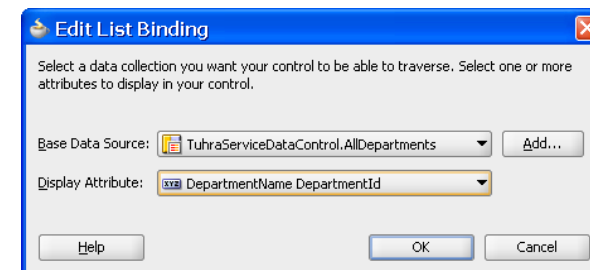 Edit List Binding
Select a data collection you want your control to be able to traverse. Select one or more
attributes to display in your control.
Base Data Source: TuhraServiceDataControl.AllDepartments Add...
Display Attribute: XYZ DepartmentName DepartmentId
Help OK Cancel